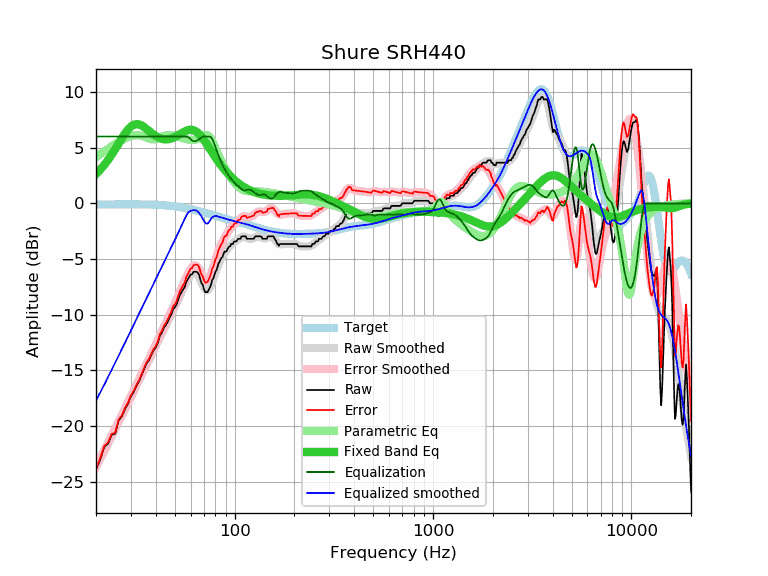 Shure SRH440
10
5
0
−5
−10
−15
−20
−25
Amplitude (dBr)
Target
Raw Smoothed
Error Smoothed
Raw
Error
Parametric Eq
Fixed Band Eq
Equalization
Equalized smoothed
100 1000 10000
Frequency (Hz)